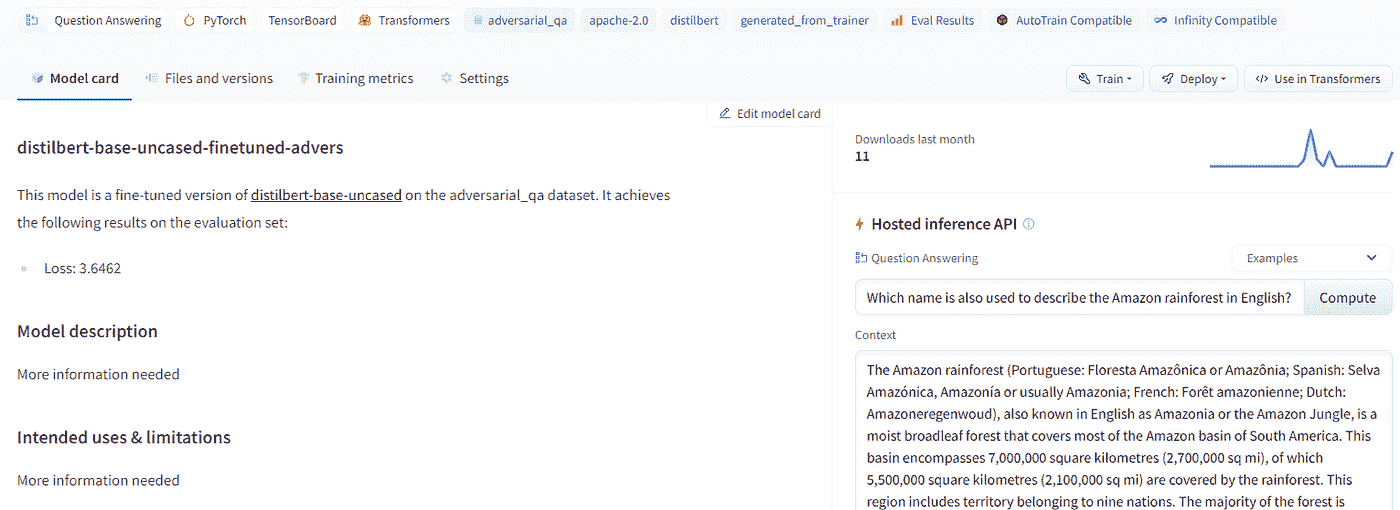 Question Answering PyTorch TensorBoard Transformers adversarial_qa apache-2.0 distilbert generated_from_trainer Eval Results AutoTrain Compatible Infinity Compatible
Model card Files and versions Training metrics Settings Train Deploy </> Use in Transformers
Edit model card
distilbert-base-uncased-finetuned-advers
This model is a fine-tuned version of distilbert-base-uncased on the adversarial_qa dataset. It achieves
the following results on the evaluation set:
Loss: 3.6462
Model description
More information needed
Intended uses & limitations
More information needed
Downloads last month
11
Hosted inference API
Question Answering Examples
Which name is also used to describe the Amazon rainforest in English? Compute
Context
The Amazon rainforest (Portuguese: Floresta Amazônica or Amazônia; Spanish: Selva
Amazónica, Amazonía or usually Amazonia; French: Forêt amazonienne; Dutch:
Amazoneregenwoud), also known in English as Amazonia or the Amazon Jungle, is a
moist broadleaf forest that covers most of the Amazon basin of South America. This
basin encompasses 7,000,000 square kilometres (2,700,000 sq mi), of which
5,500,000 square kilometres (2,100,000 sq mi) are covered by the rainforest. This
region includes territory belonging to nine nations. The majority of the forest is